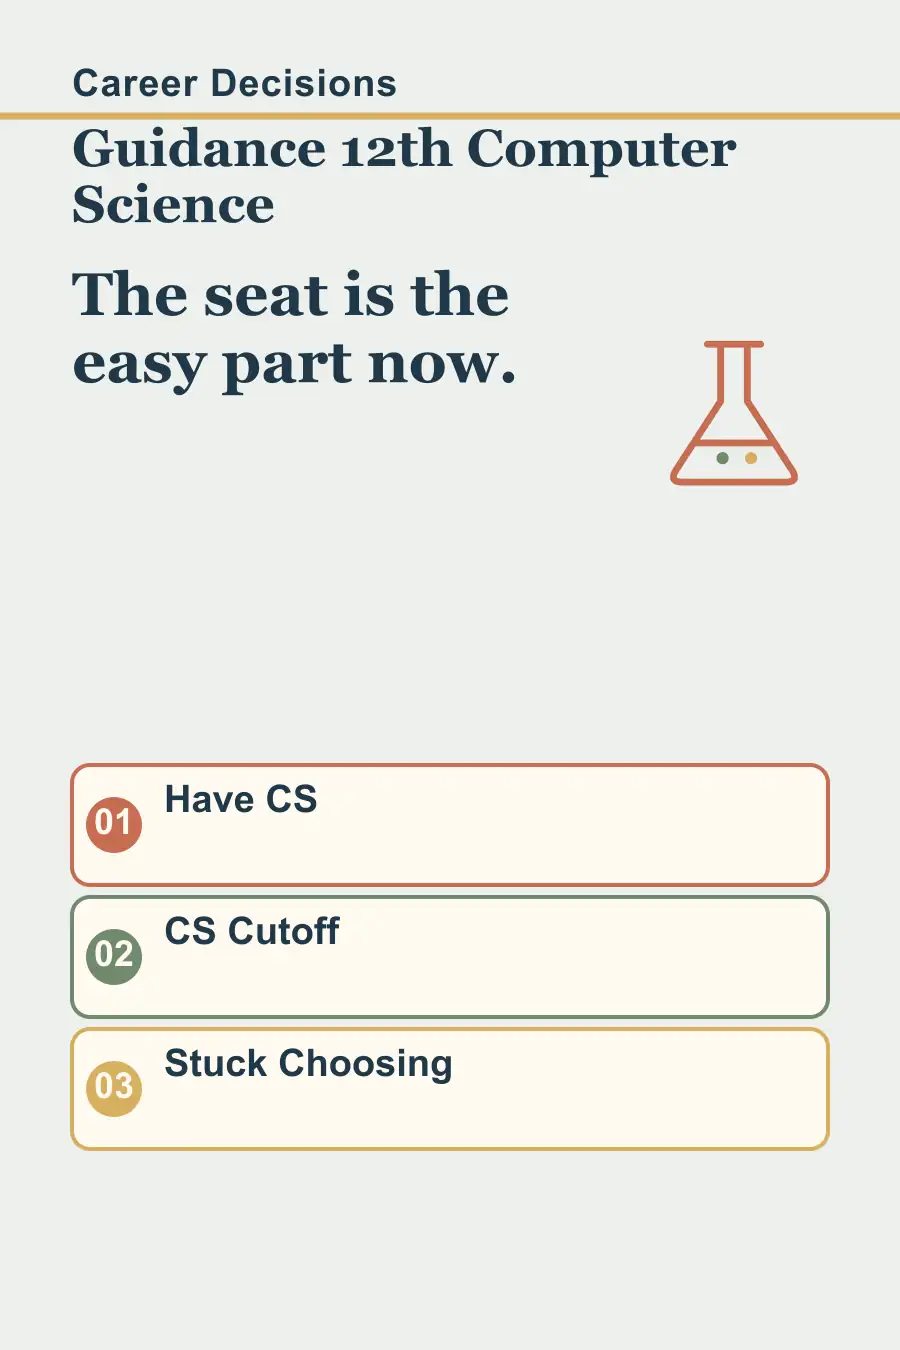 Career Decisions
Guidance 12th Computer
Science
The seat is the
easy part now.
01
Have CS
02
CS Cutoff
03
Stuck Choosing